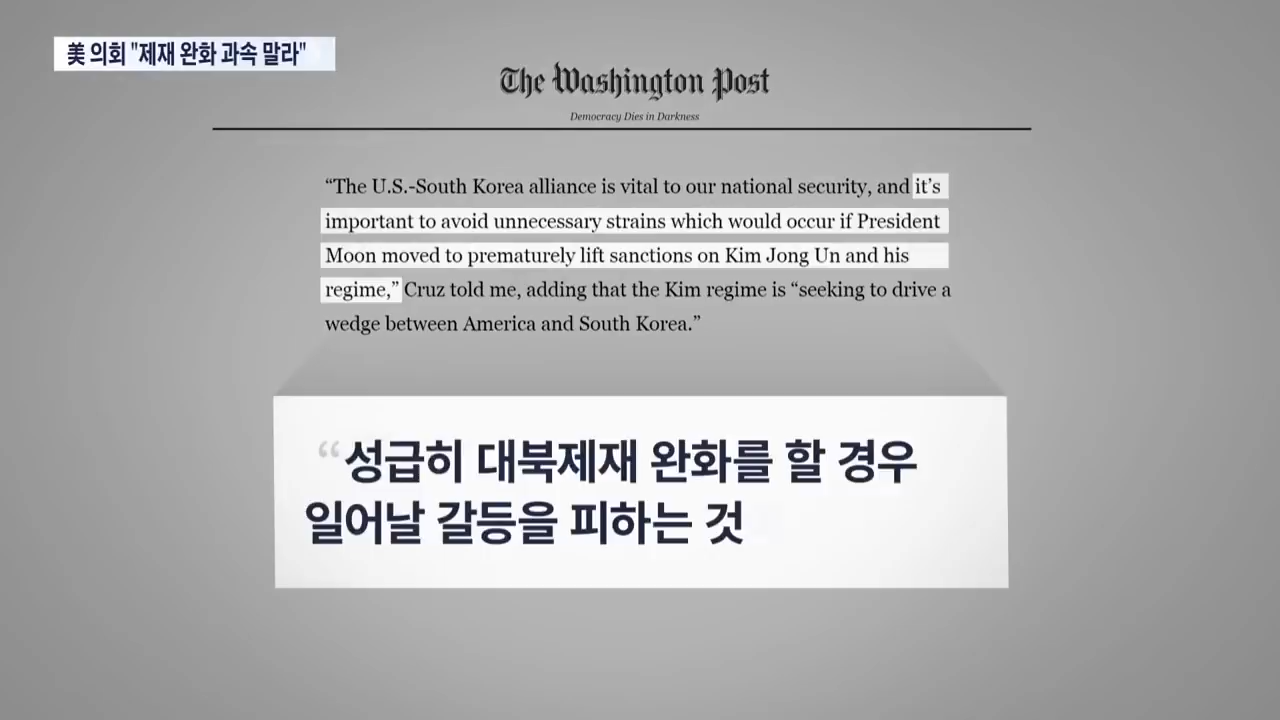 美 의회 "제재 완화 과속 말라"
The Washington Post
Democracy Dies in Darkness
“The U.S.-South Korea alliance is vital to our national security, and it’s
important to avoid unnecessary strains which would occur if President
Moon moved to prematurely lift sanctions on Kim Jong Un and his
regime,” Cruz told me, adding that the Kim regime is “seeking to drive a
wedge between America and South Korea.”
“성급히 대북제재 완화를 할 경우
일어날 갈등을 피하는 것